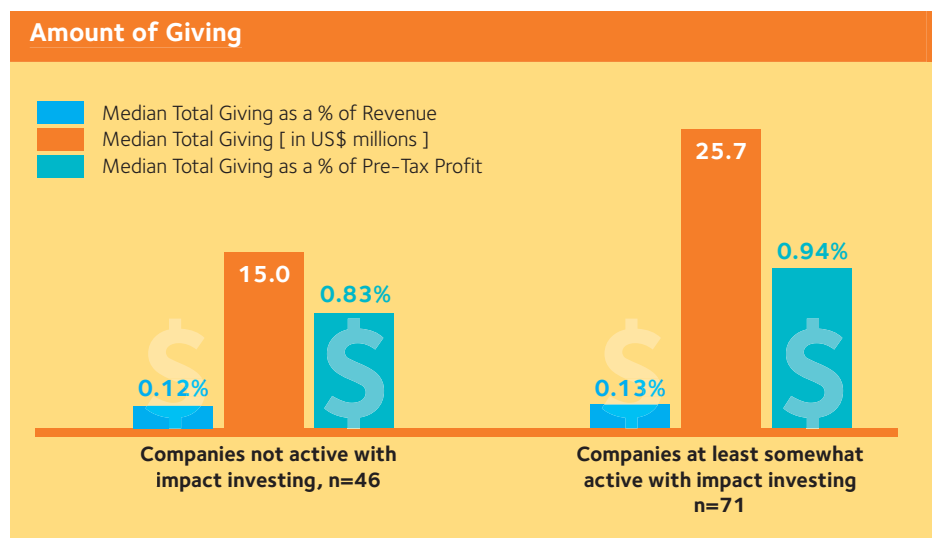 Amount of Giving
Median Total Giving as a % of Revenue
Median Total Giving [ in US$ millions ]
Median Total Giving as a % of Pre-Tax Profit
0.12%
15.0
0.83%
0.13%
25.7
0.94%
$
$
$
$
Companies not active with
impact investing, n=46
Companies at least somewhat
active with impact investing
n=71